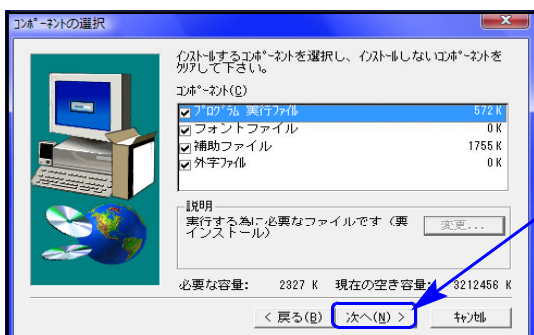 ｺﾝﾎﾟｰﾈﾝﾄの選択
ｲﾝｽﾄｰﾙするｺﾝﾎﾟｰﾈﾝﾄを選択し、ｲﾝｽﾄｰﾙしないｺﾝﾎﾟｰﾈﾝﾄを
ｸﾘｱして下さい。
ｺﾝﾎﾟｰﾈﾝﾄ(C)
ﾌﾟﾛｸﾞﾗﾑ 実行ﾌｧｲﾙ 572 K
フォントファイル 0 K
補助ファイル 1755 K
外字ﾌｧｲﾙ 0 K
説明
実行する為に必要なファイルです（要
インストール）
変更...
必要な容量: 2327 K 現在の空き容量: 3212456 K
< 戻る(B) 次へ(N) > ｷｬﾝｾﾙ